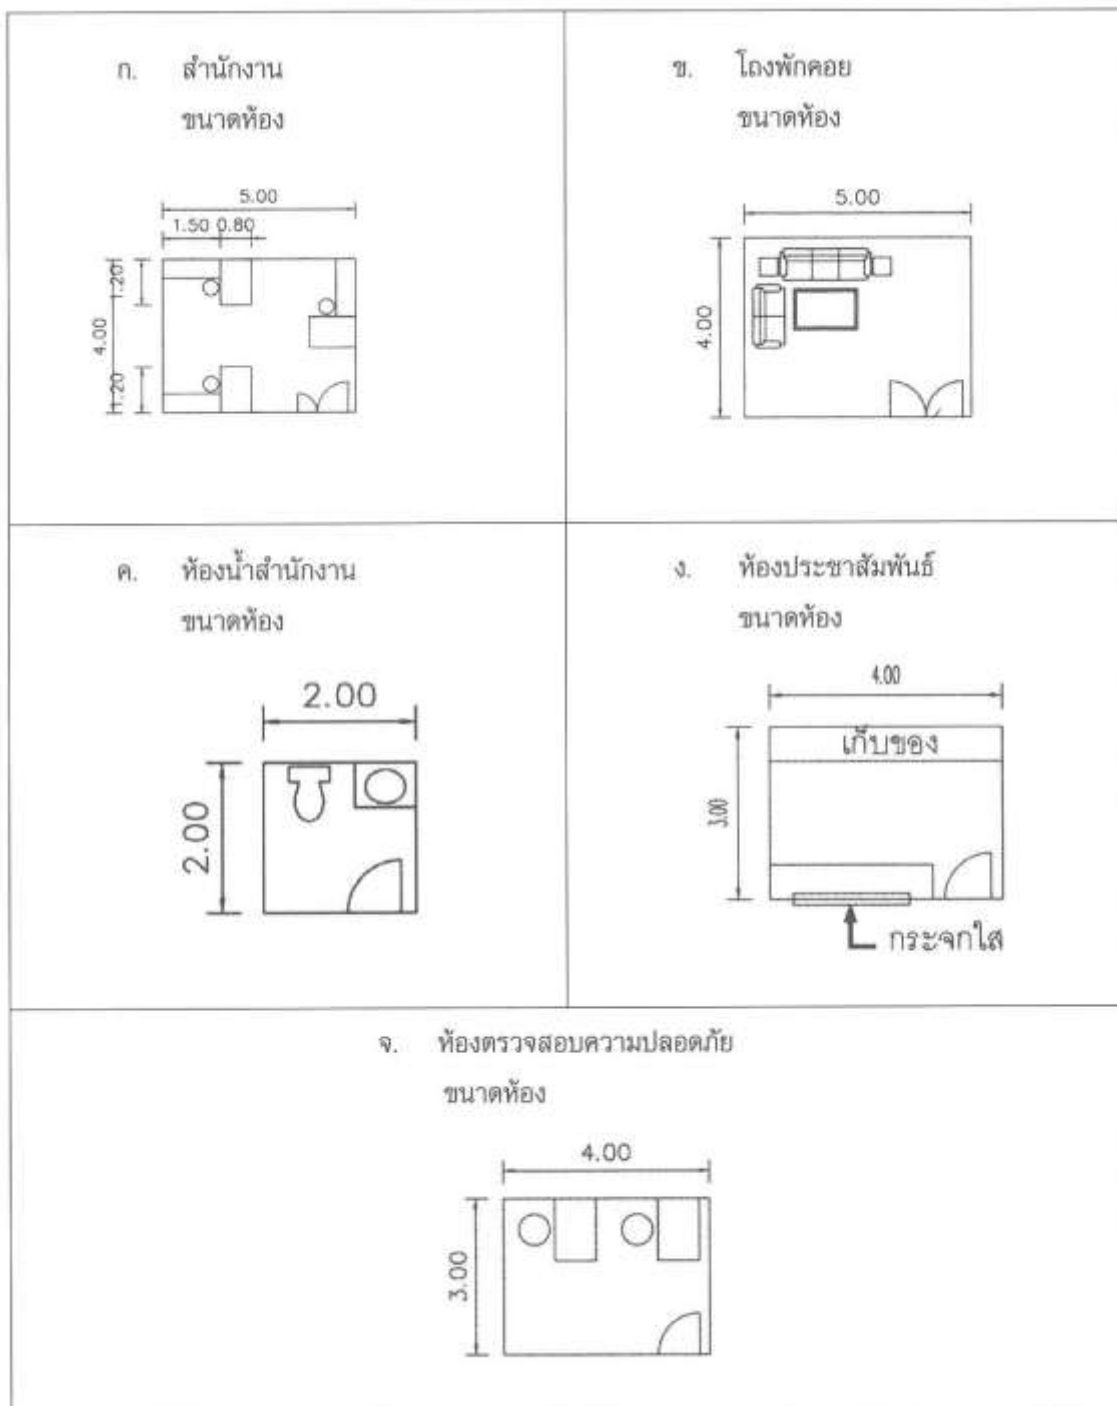 ก. สำนักงาน
ขนาดห้อง
5.00
1.50 0.80
1.20
4.00
1.20
ข. โถงพักคอย
ขนาดห้อง
5.00
4.00
ค. ห้องน้ำสำนักงาน
ขนาดห้อง
2.00
2.00
ง. ห้องประชาสัมพันธ์
ขนาดห้อง
4.00
เก็บของ
3.00
กระจกใส
จ. ห้องตรวจสอบความปลอดภัย
ขนาดห้อง
4.00
3.00